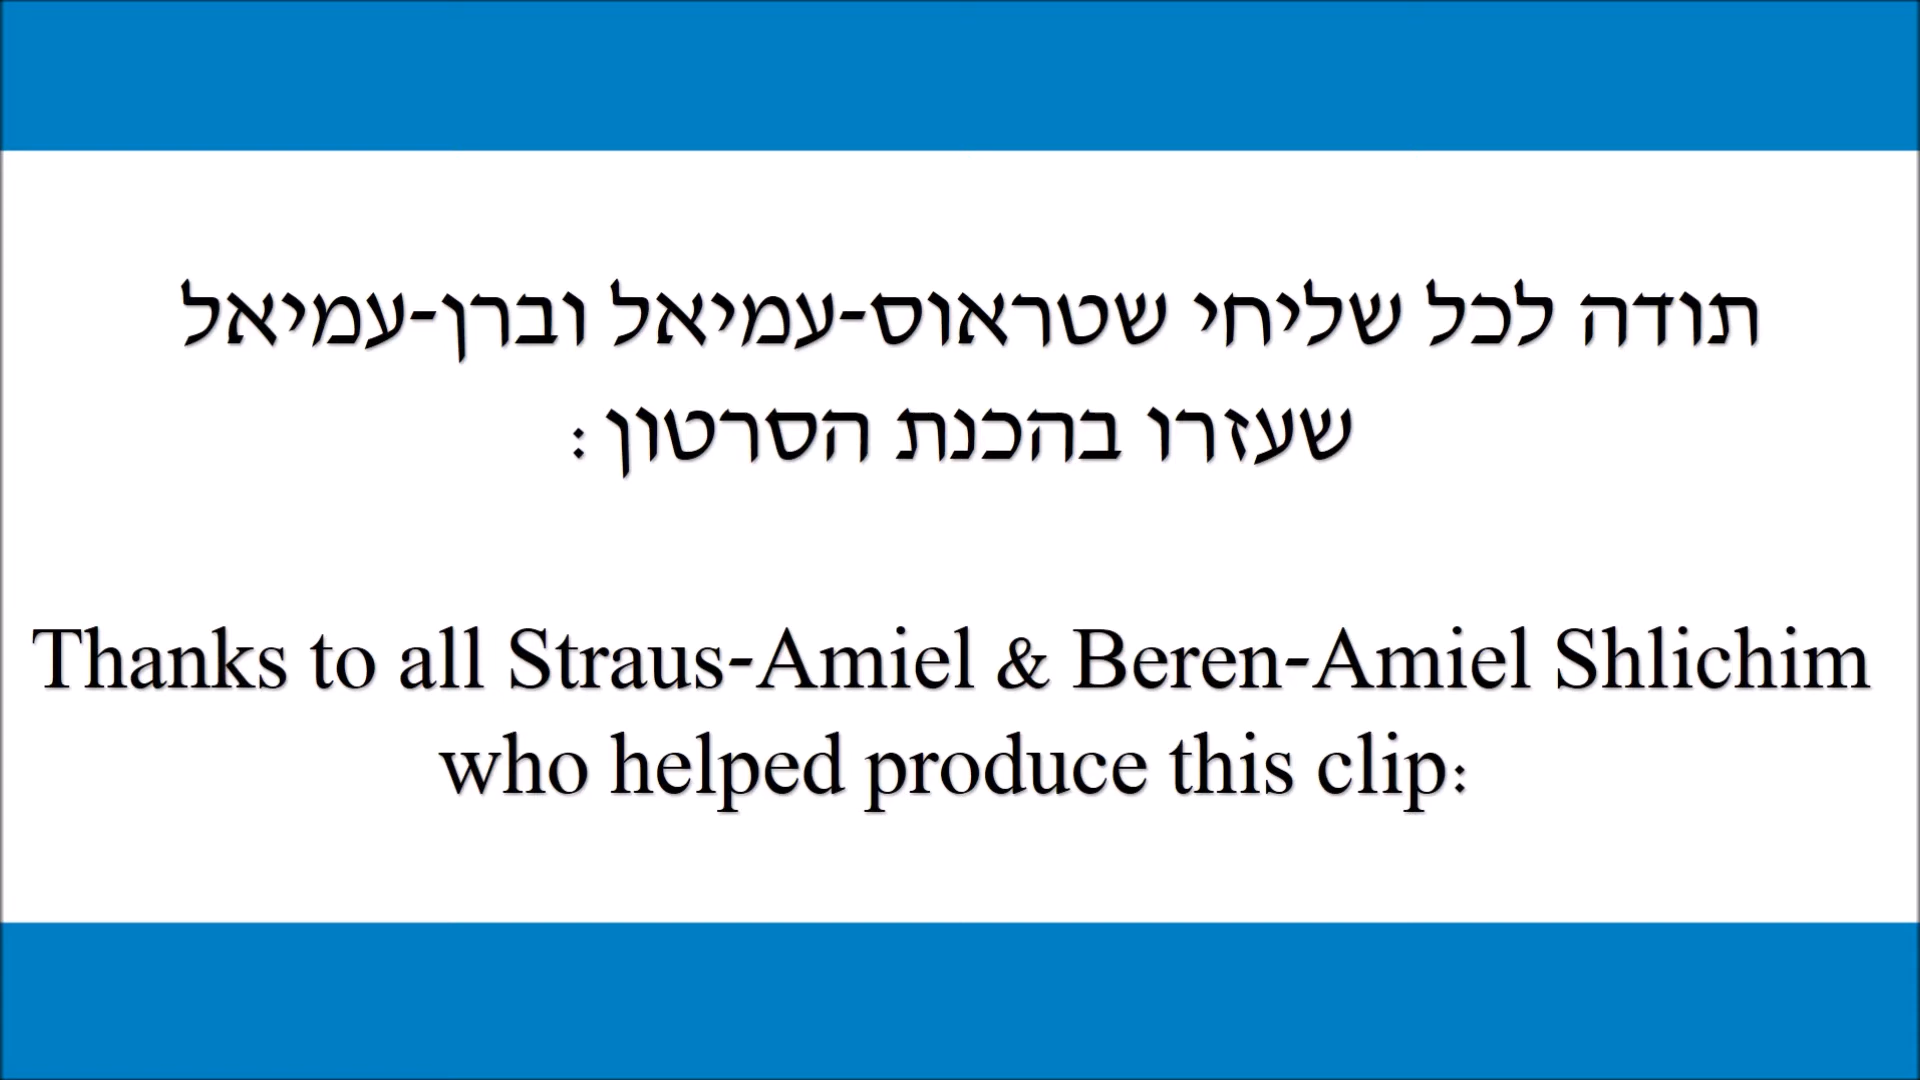 תודה לכל שליחי שטראוס-עמיאל וברן-עמיאל
שעזרו בהכנת הסרטון :
Thanks to all Straus-Amiel & Beren-Amiel Shlichim
who helped produce this clip: